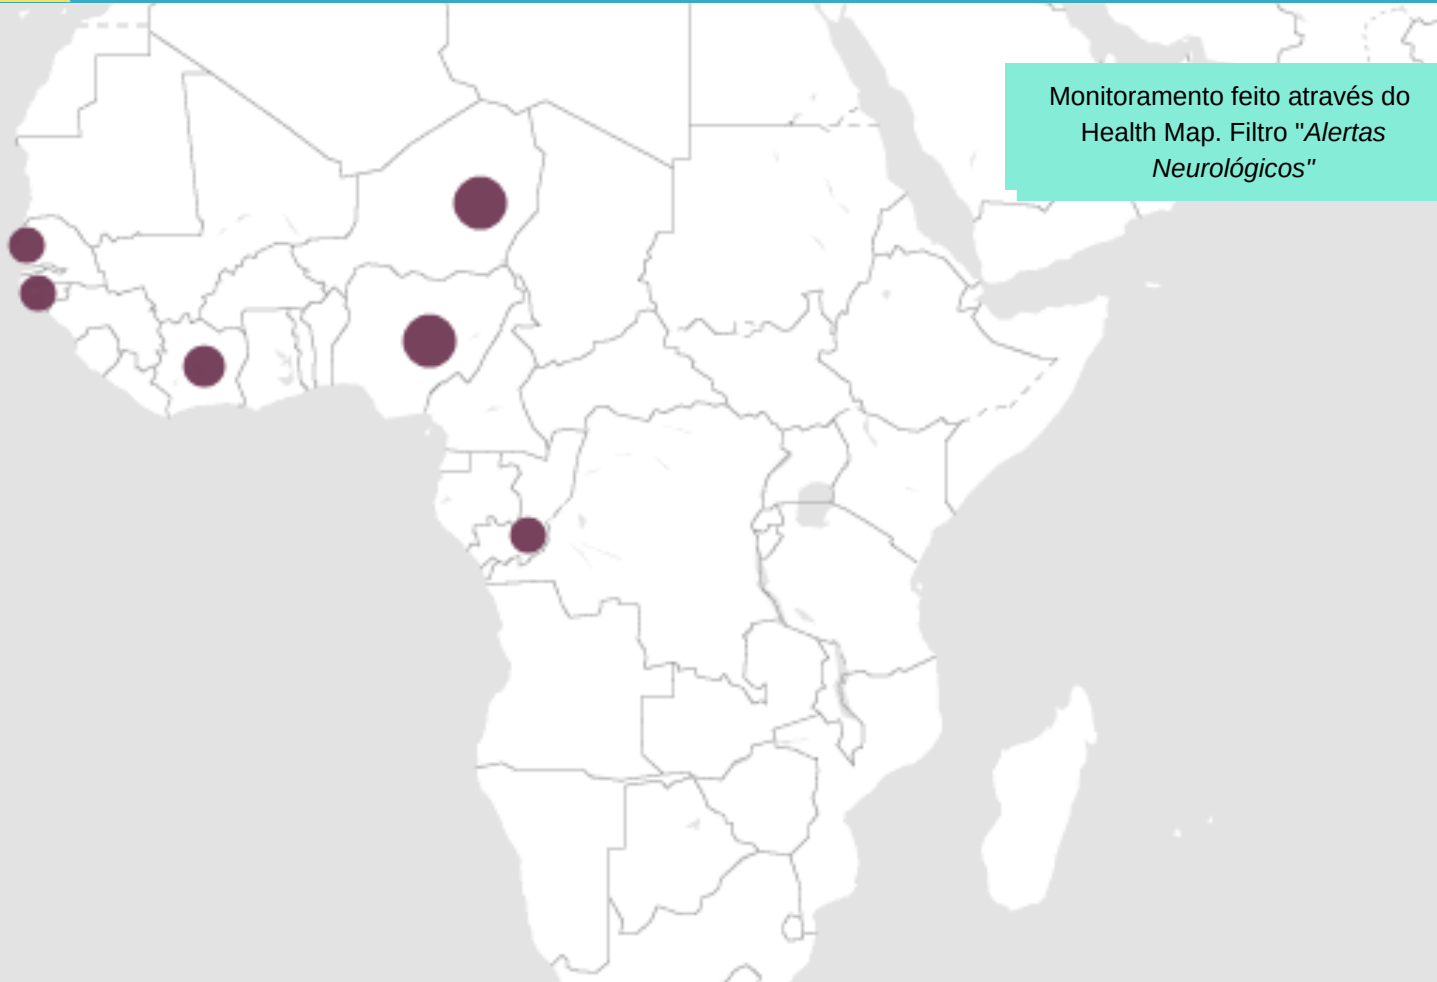 Monitoramento feito através do
Health Map. Filtro "Alertas
Neurológicos"